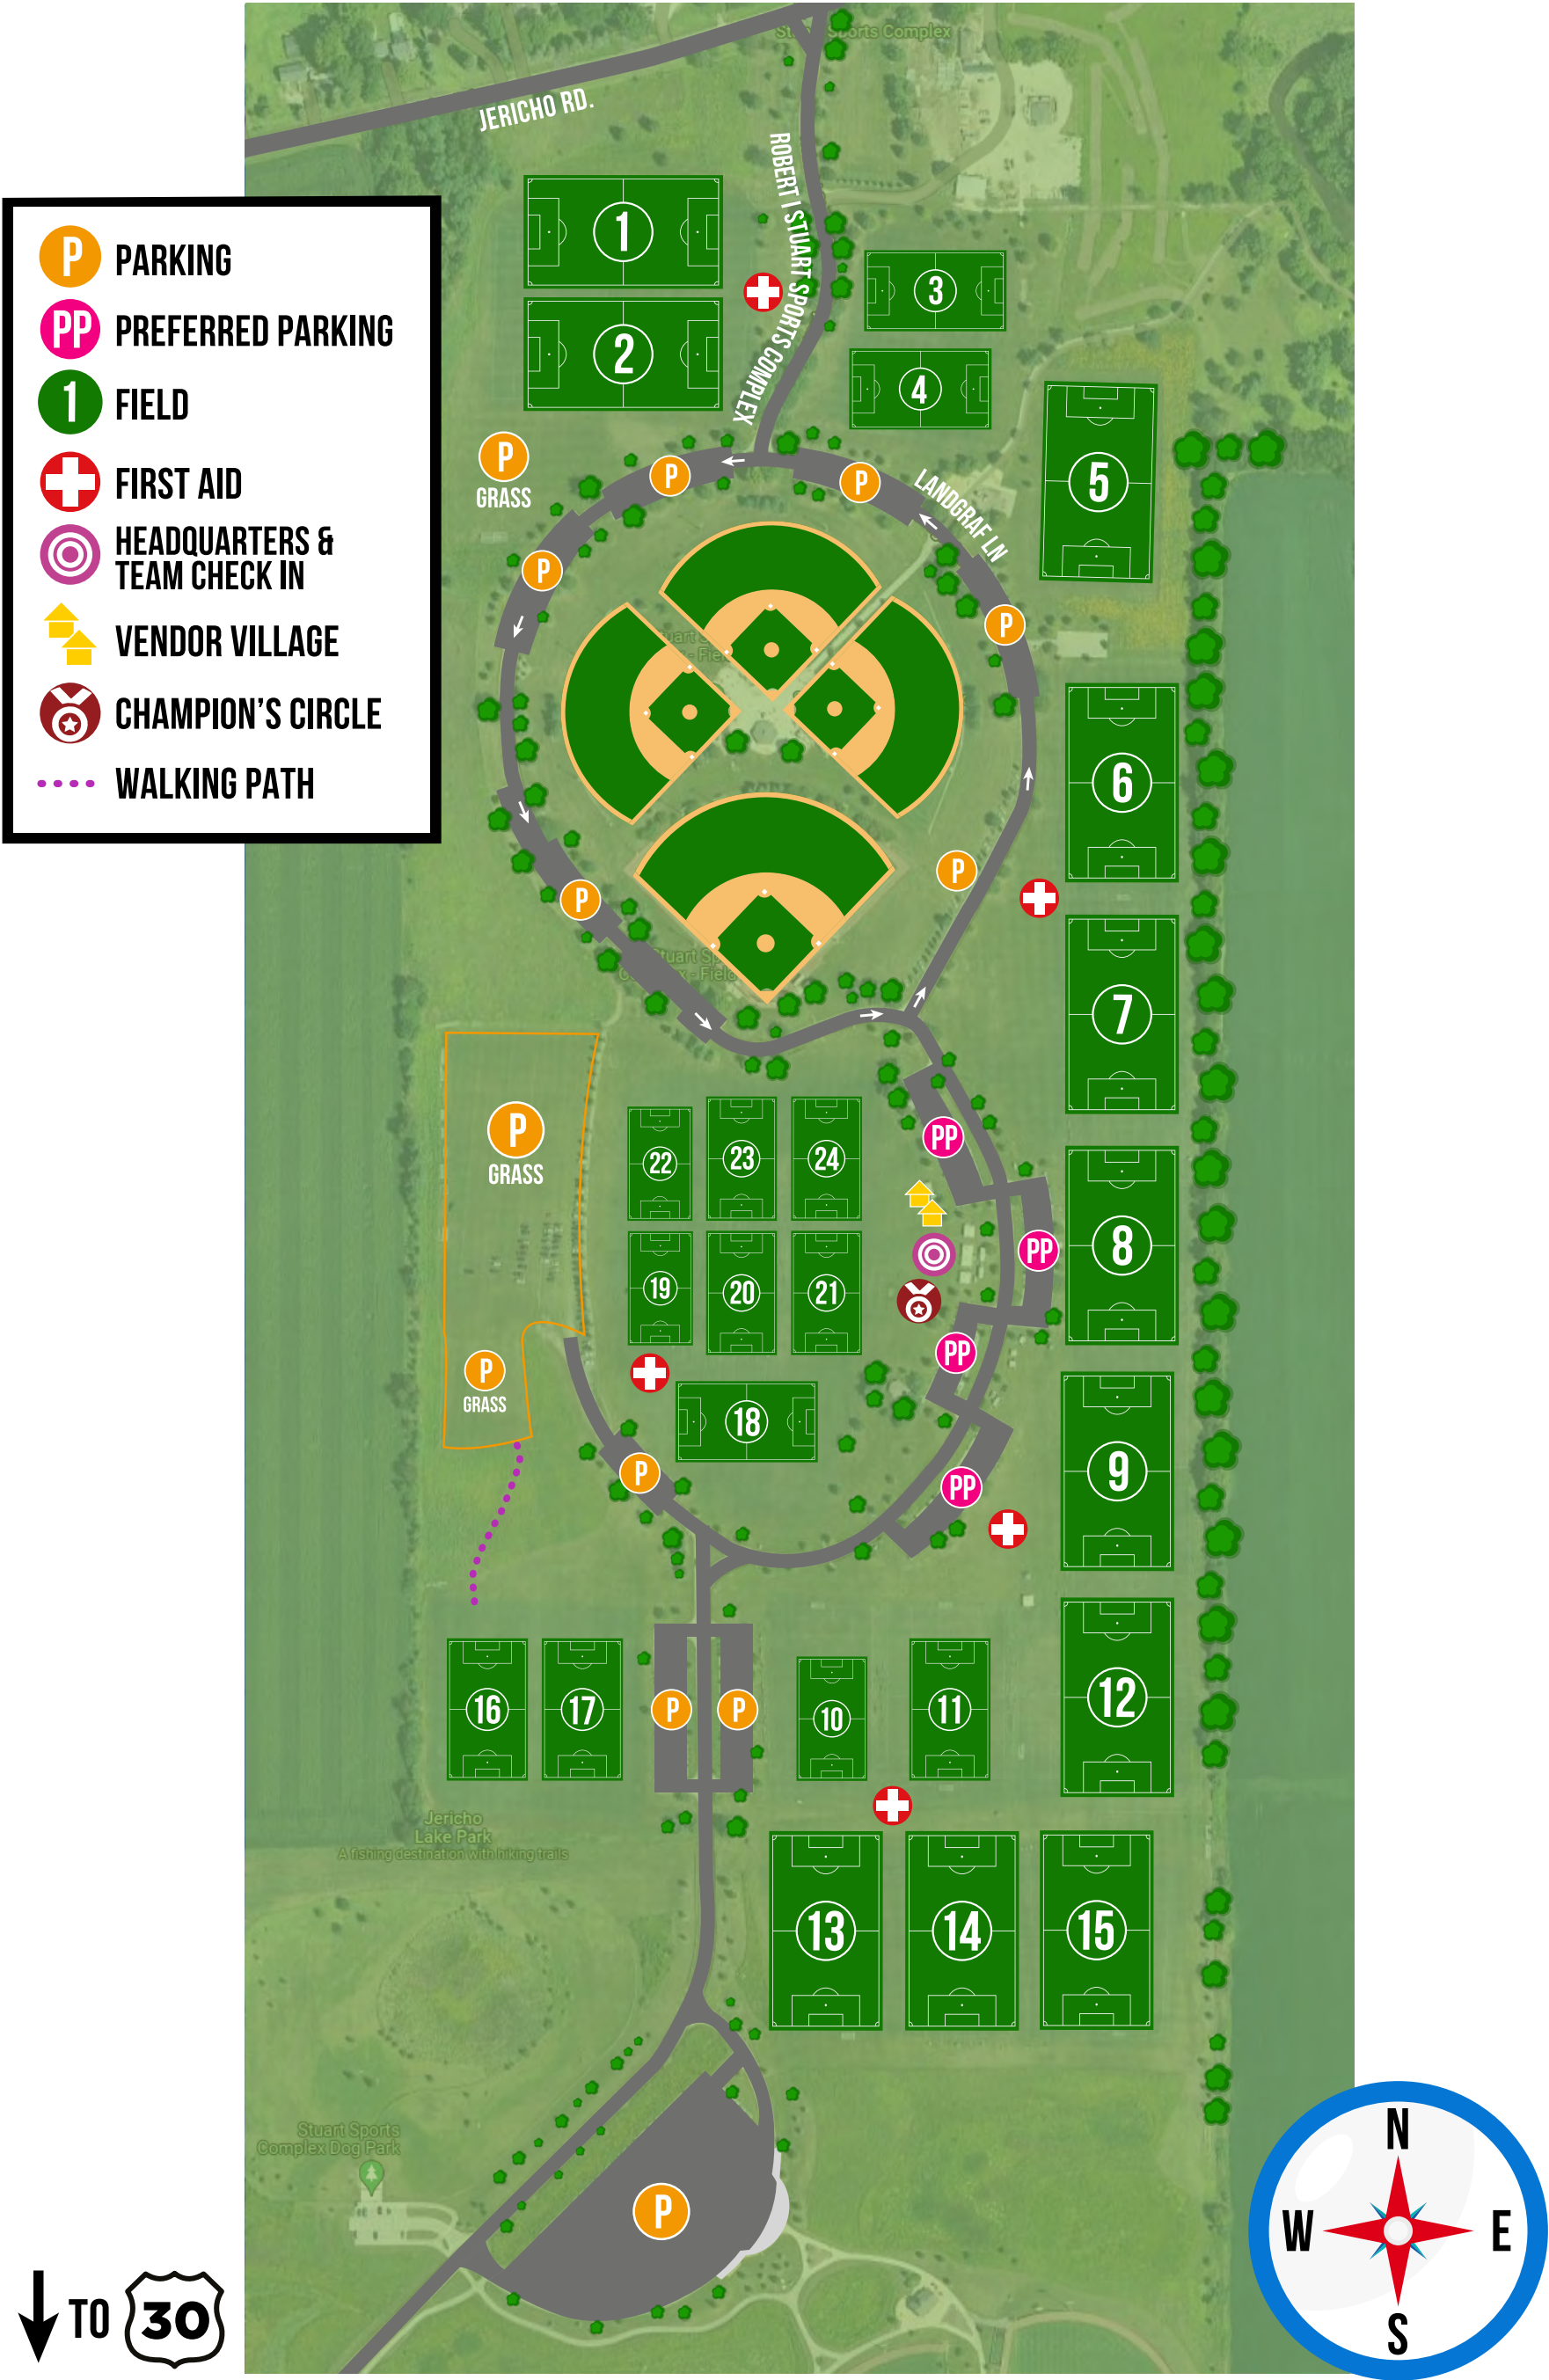 Stuart Sports Complex
JERICHO RD.
ROBERT I STUART SPORTS COMPLEX
P PARKING
PP PREFERRED PARKING
1 FIELD
FIRST AID
HEADQUARTERS &
TEAM CHECK IN
VENDOR VILLAGE
CHAMPION'S CIRCLE
WALKING PATH
1
2
3
4
5
P
GRASS
P
P
LANDGRAF LN
P
P
6
P
P
7
P
GRASS
22
23
24
PP
19
20
21
PP
8
PP
P
GRASS
18
P
PP
9
16
17
P
P
10
11
12
Jericho
Lake Park
A fishing destination with hiking trails
13
14
15
Stuart Sports
Complex Dog Park
P
TO 30
N
W
E
S